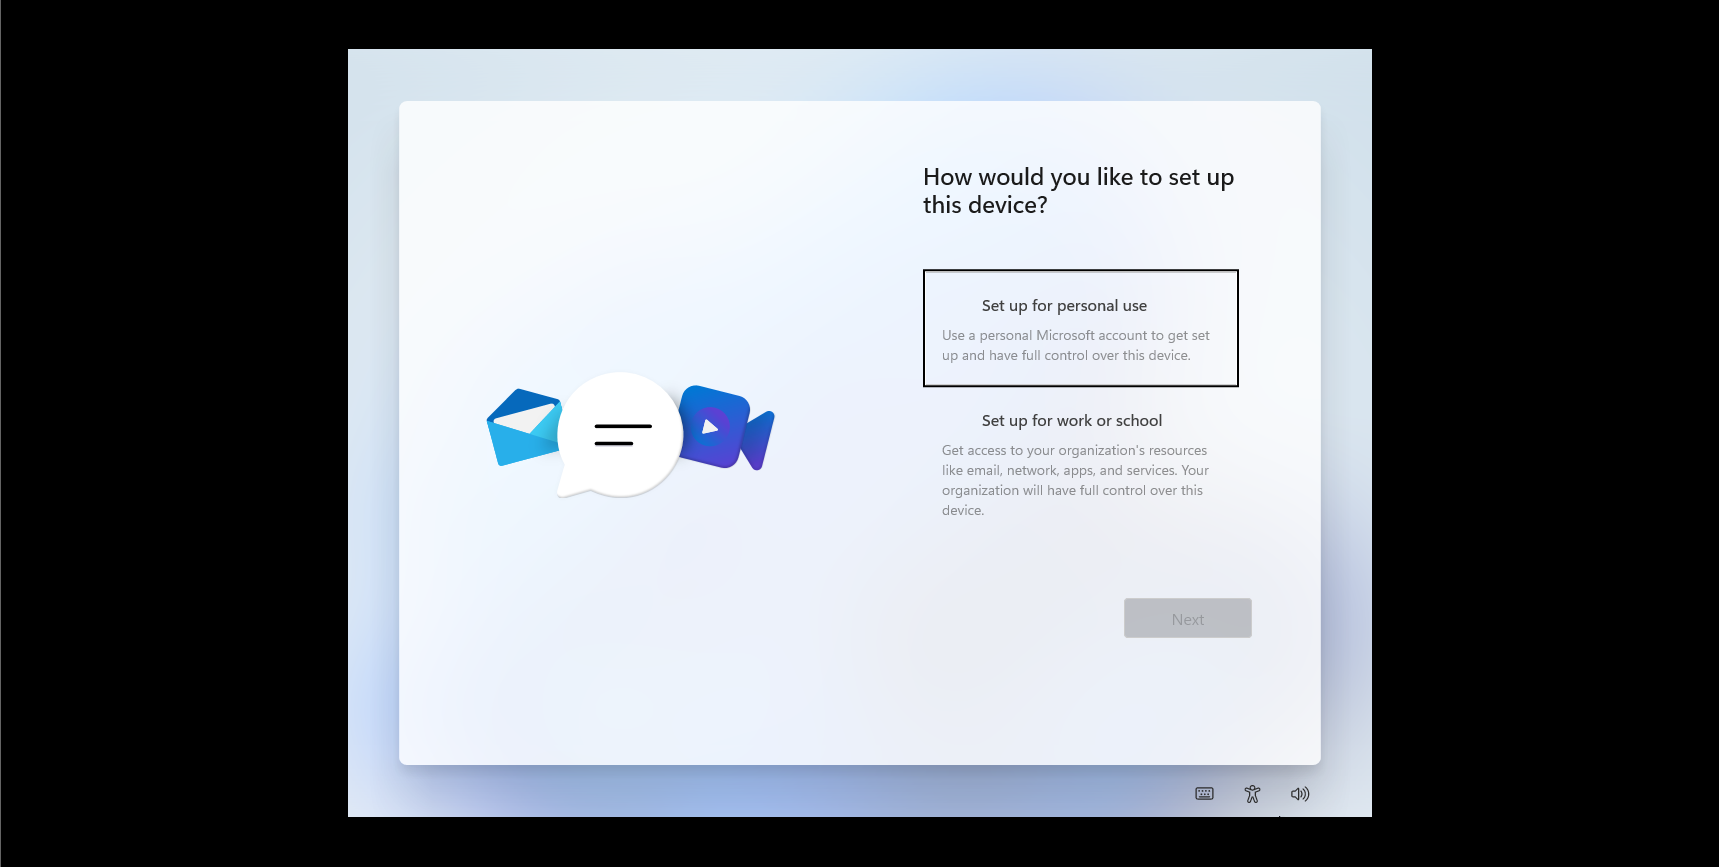 How would you like to set up
this device?
Set up for personal use
Use a personal Microsoft account to get set
up and have full control over this device.
Set up for work or school
Get access to your organization's resources
like email, network, apps, and services. Your
organization will have full control over this
device.
Next